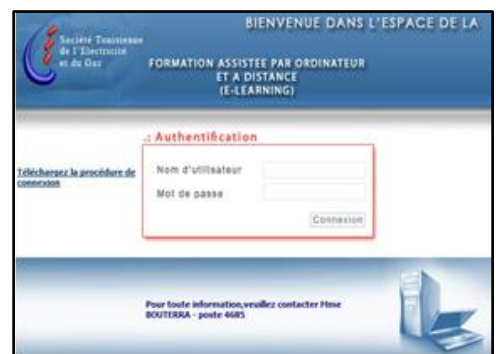 Société Tunisienne
de l'Electricité
et du Gaz
BIENVENUE DANS L'ESPACE DE LA
FORMATION ASSISTEE PAR ORDINATEUR
ET A DISTANCE
(E-LEARNING)
.: Authentification
Téléchargez la procédure de
connexion
Nom d'utilisateur
Mot de passe
Connexion
Pour toute information,veuillez contacter Mme
BOUTERRA - poste 4685